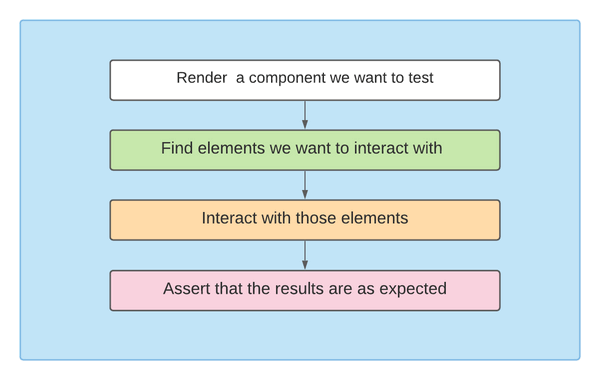 Render  a component we want to test
Find elements we want to interact with
Interact with those elements
Assert that the results are as expected